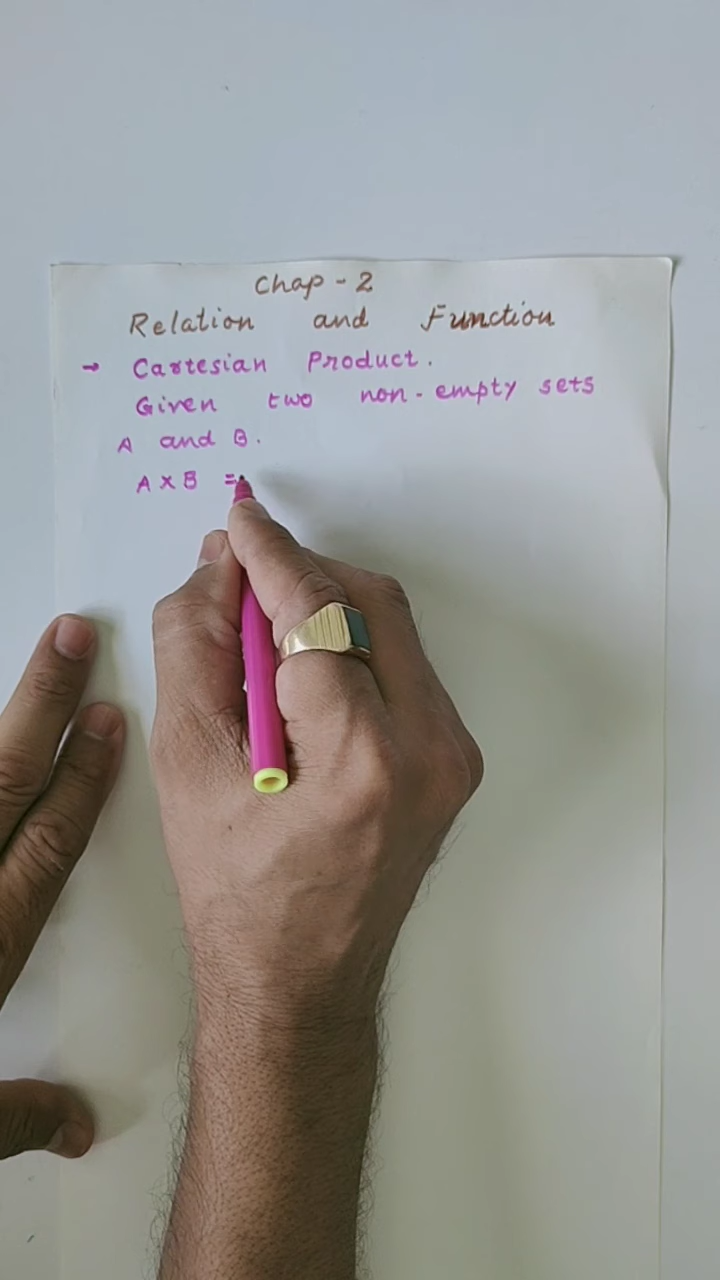 Chap - 2
Relation and Function
→ Cartesian Product.
Given two non-empty sets
A and B.
A × B =